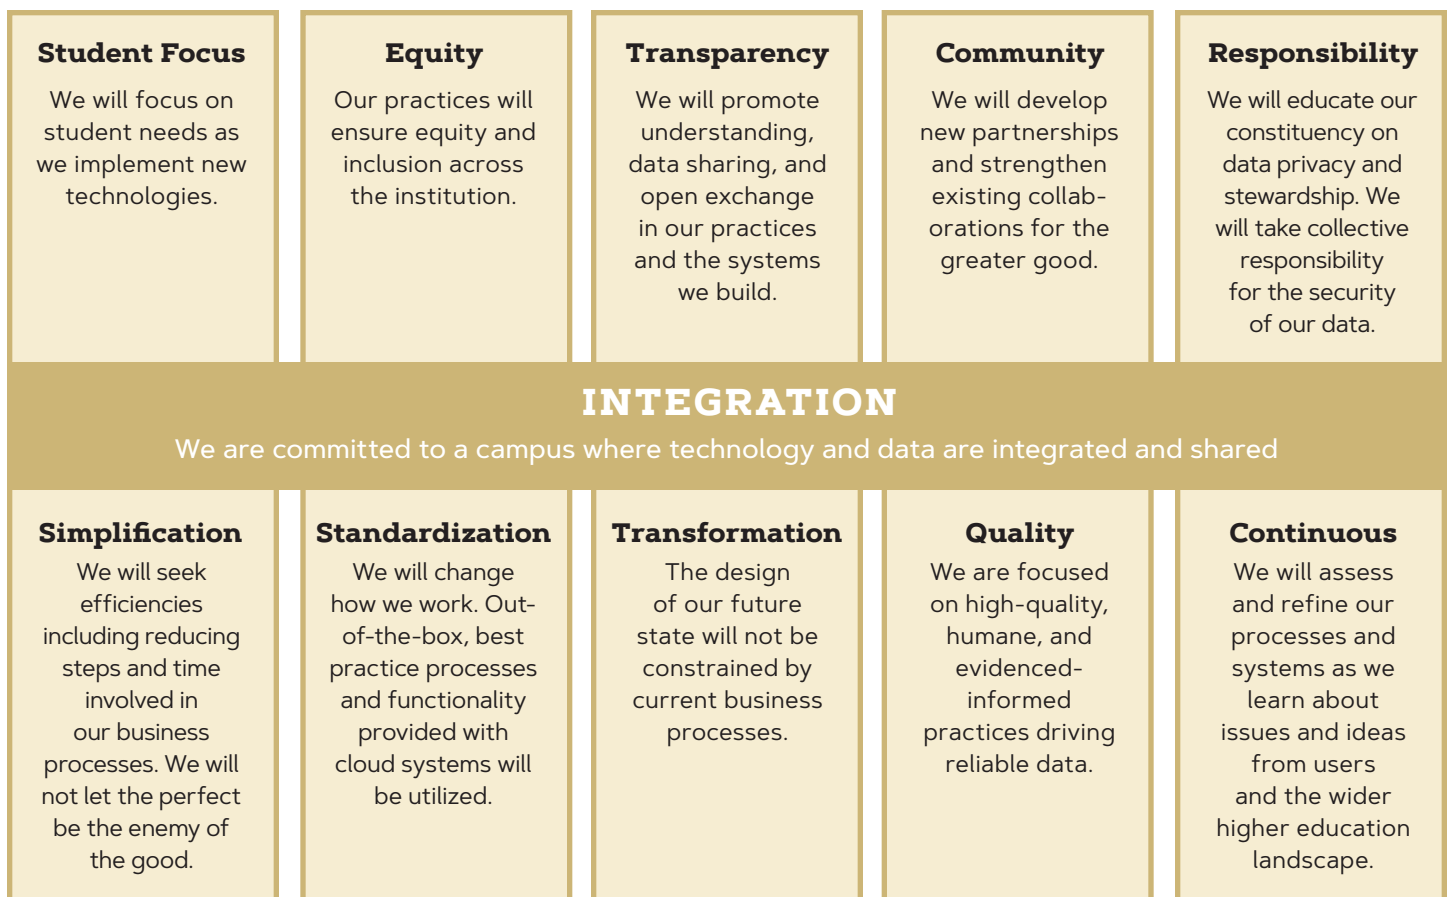 Student Focus
We will focus on
student needs as
we implement new
technologies.
Equity
Our practices will
ensure equity and
inclusion across
the institution.
Transparency
We will promote
understanding,
data sharing, and
open exchange
in our practices
and the systems
we build.
Community
We will develop
new partnerships
and strengthen
existing collab-
orations for the
greater good.
Responsibility
We will educate our
constituency on
data privacy and
stewardship. We
will take collective
responsibility
for the security
of our data.
INTEGRATION
We are committed to a campus where technology and data are integrated and shared
Simplification
We will seek
efficiencies
including reducing
steps and time
involved in
our business
processes. We will
not let the perfect
be the enemy of
the good.
Standardization
We will change
how we work. Out-
of-the-box, best
practice processes
and functionality
provided with
cloud systems will
be utilized.
Transformation
The design
of our future
state will not be
constrained by
current business
processes.
Quality
We are focused
on high-quality,
humane, and
evidenced-
informed
practices driving
reliable data.
Continuous
We will assess
and refine our
processes and
systems as we
learn about
issues and ideas
from users
and the wider
higher education
landscape.